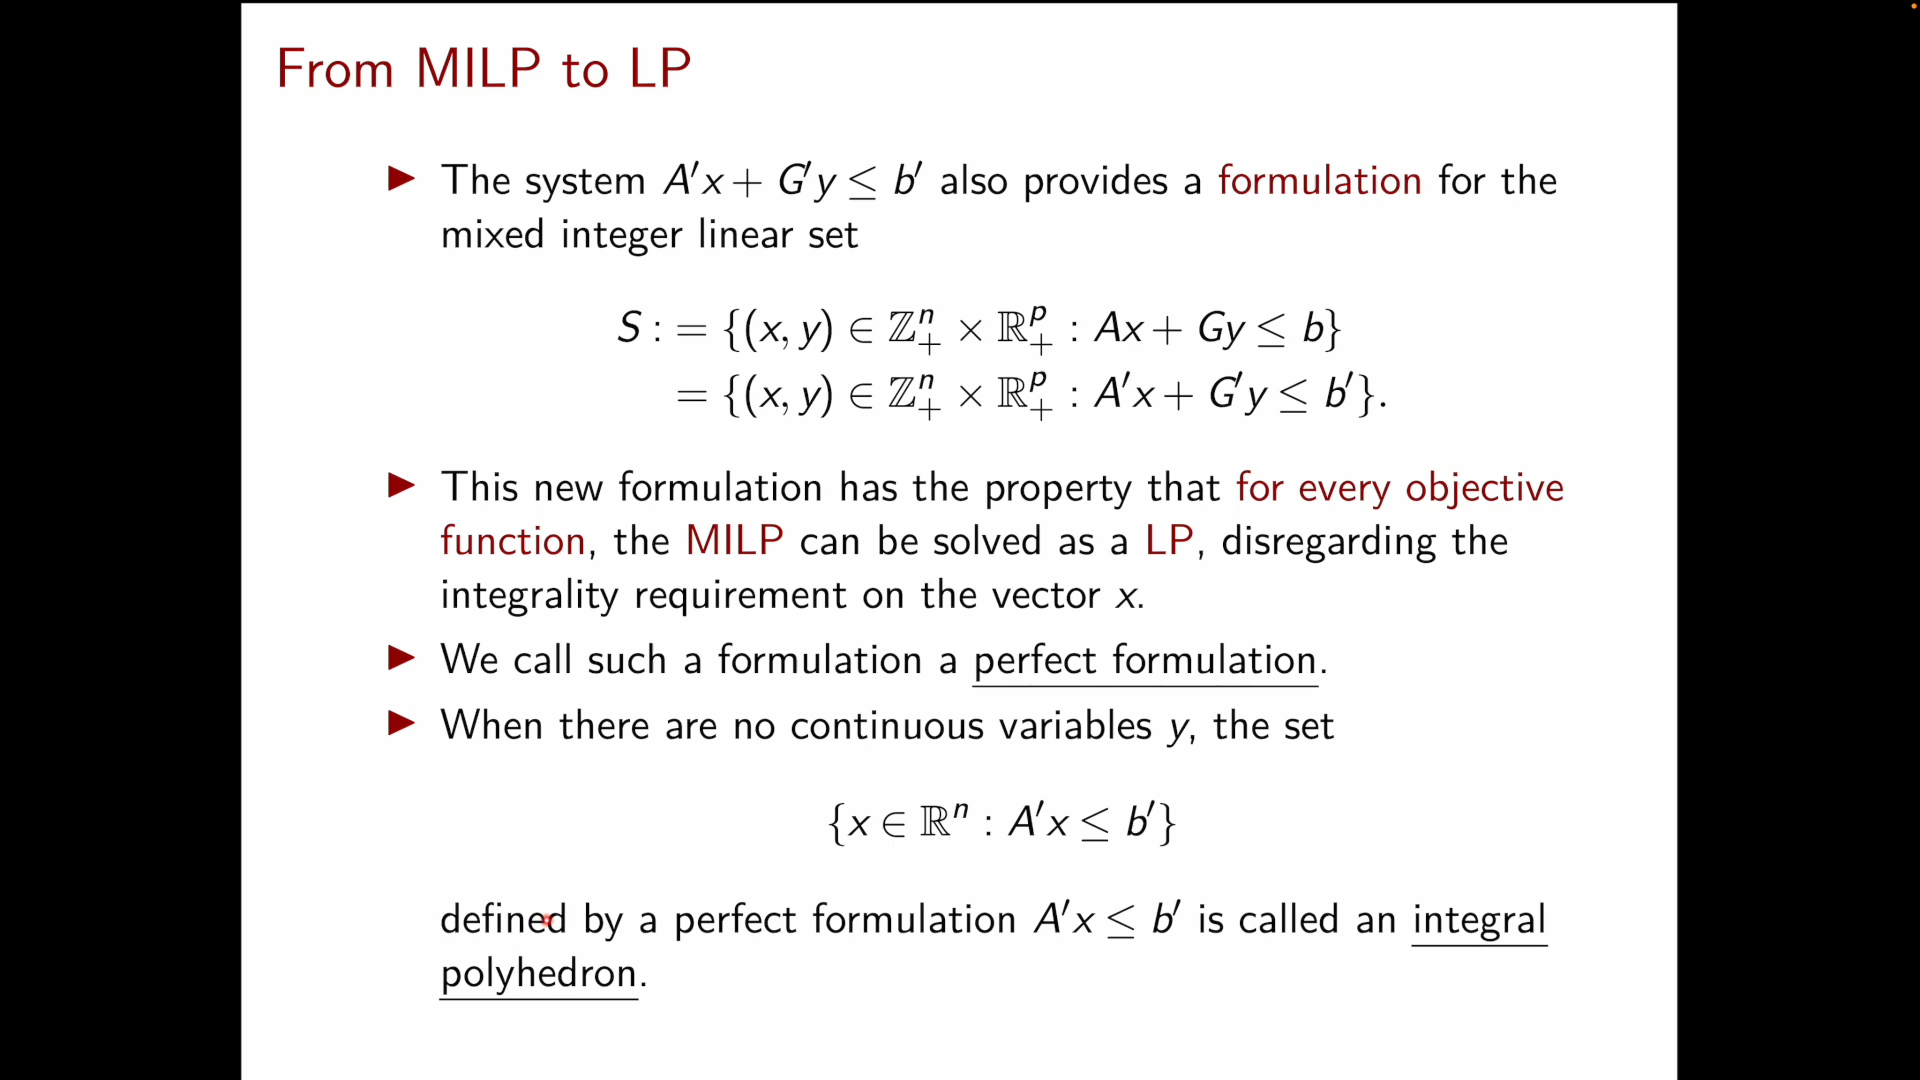 From MILP to LP
▶ The system A′x + G′y ≤ b′ also provides a formulation for the
mixed integer linear set
S : = {(x, y) ∈ ℤ₊ⁿ × ℝ₊ᵖ : Ax + Gy ≤ b}
= {(x, y) ∈ ℤ₊ⁿ × ℝ₊ᵖ : A′x + G′y ≤ b′}.
▶ This new formulation has the property that for every objective
function, the MILP can be solved as a LP, disregarding the
integrality requirement on the vector x.
▶ We call such a formulation a perfect formulation.
▶ When there are no continuous variables y, the set
{x ∈ ℝⁿ : A′x ≤ b′}
defined by a perfect formulation A′x ≤ b′ is called an integral
polyhedron.